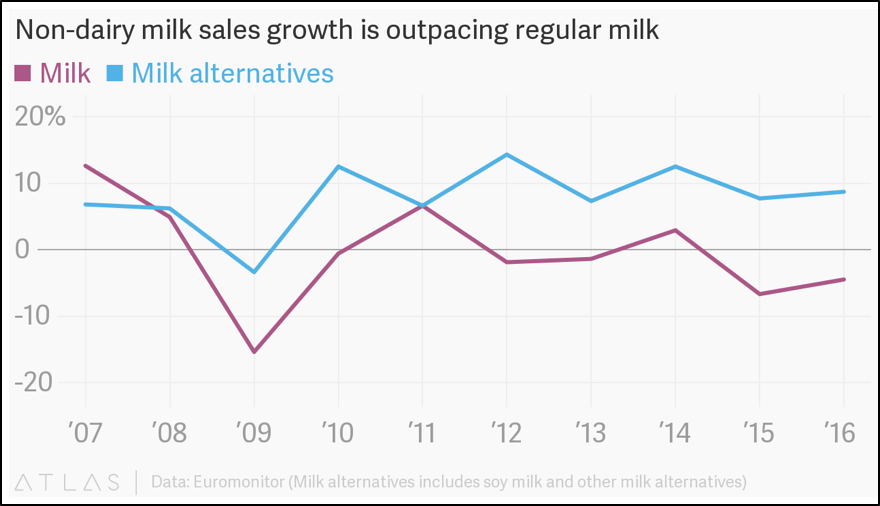 Non-dairy milk sales growth is outpacing regular milk
Milk Milk alternatives
20%
10
0
-10
-20
’07 ’08 ’09 ’10 ’11 ’12 ’13 ’14 ’15 ’16
ATLAS Data: Euromonitor (Milk alternatives includes soy milk and other milk alternatives)